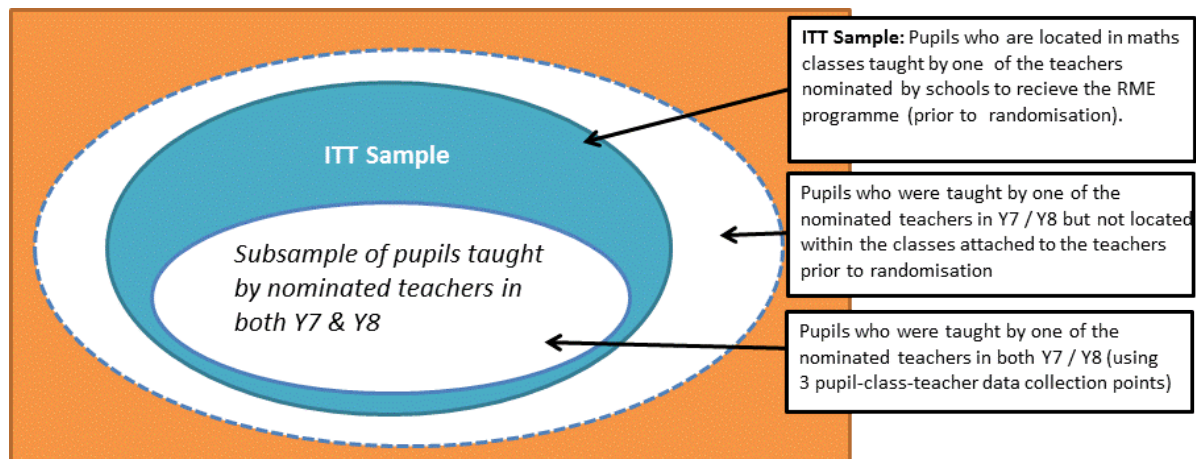 ITT Sample
Subsample of pupils taught
by nominated teachers in
both Y7 & Y8
ITT Sample: Pupils who are located in maths
classes taught by one of the teachers
nominated by schools to recieve the RME
programme (prior to randomisation).
Pupils who were taught by one of the
nominated teachers in Y7 / Y8 but not located
within the classes attached to the teachers
prior to randomisation
Pupils who were taught by one of the
nominated teachers in both Y7 / Y8 (using
3 pupil-class-teacher data collection points)